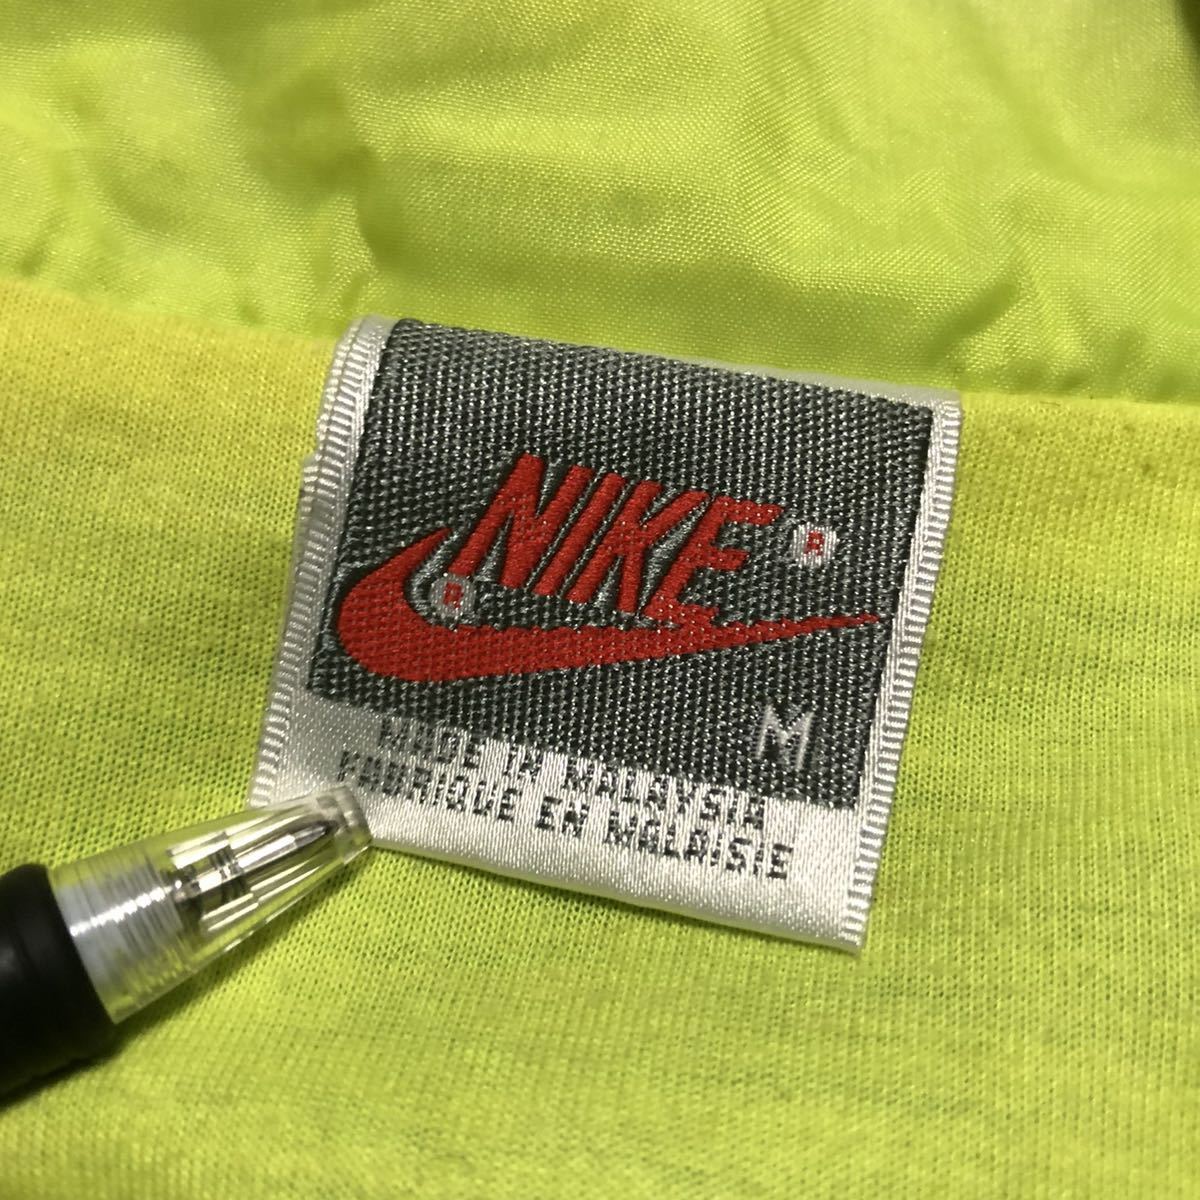 NIKE ®
®
M
MADE IN MALAYSIA
FABRIQUE EN MALAISIE